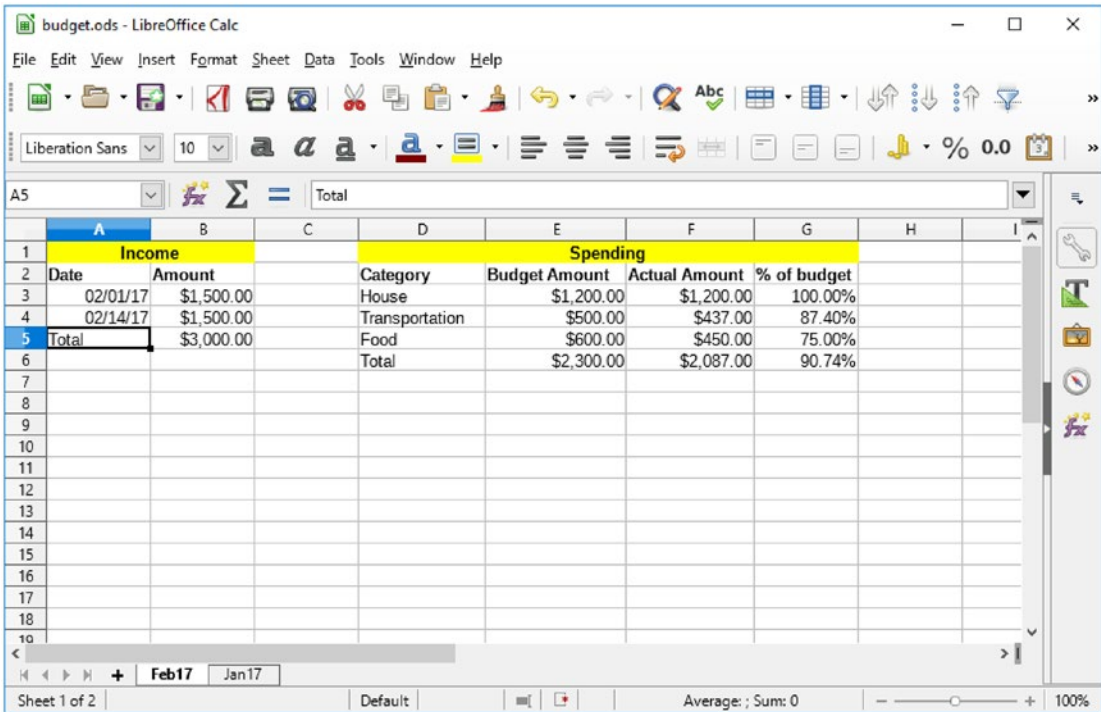 budget.ods - LibreOffice Calc
File Edit View Insert Format Sheet Data Tools Window Help
Abc
»
Liberation Sans 10 a a a a % 0.0 »
A5 fx Σ = Total
A B C D E F G H I
1 Income Spending
2 Date Amount Category Budget Amount Actual Amount % of budget
3 02/01/17 $1,500.00 House $1,200.00 $1,200.00 100.00%
4 02/14/17 $1,500.00 Transportation $500.00 $437.00 87.40%
5 Total $3,000.00 Food $600.00 $450.00 75.00%
6 Total $2,300.00 $2,087.00 90.74%
7
8
9
10
11
12
13
14
15
16
17
18
19
Feb17 Jan17
Sheet 1 of 2 Default Average: ; Sum: 0 100%